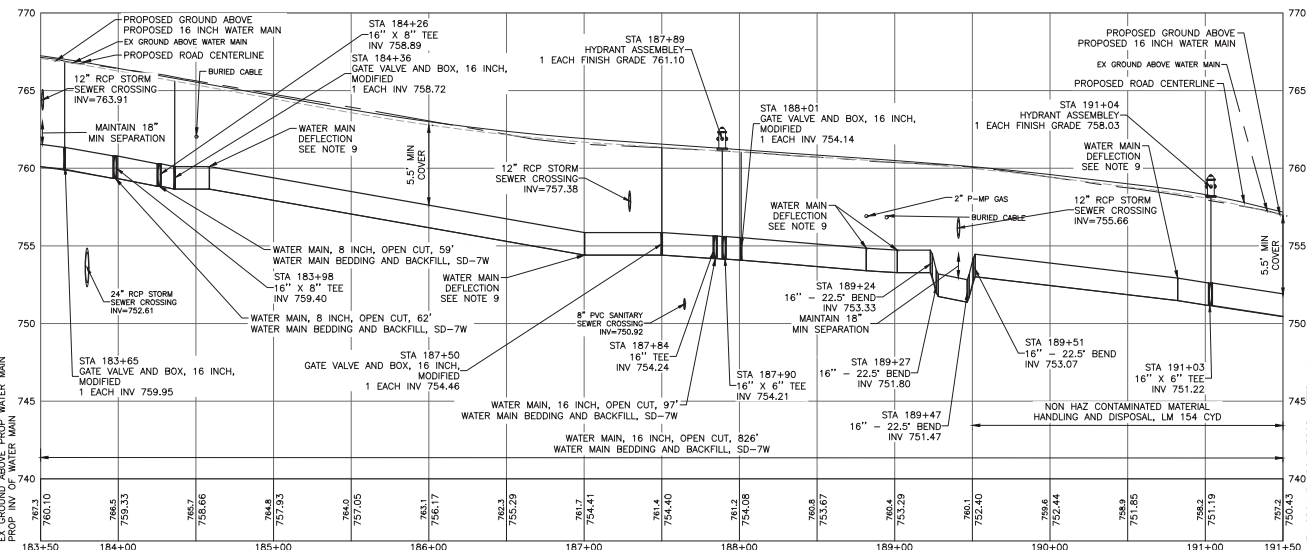 770
770
PROPOSED GROUND ABOVE
PROPOSED 16 INCH WATER MAIN
EX GROUND ABOVE WATER MAIN
PROPOSED ROAD CENTERLINE
BURIED CABLE
STA 184+26
16" X 8" TEE
INV 758.89
STA 184+36
GATE VALVE AND BOX, 16 INCH,
MODIFIED
1 EACH INV 758.72
STA 187+89
HYDRANT ASSEMBLEY
1 EACH FINISH GRADE 761.10
PROPOSED GROUND ABOVE
PROPOSED 16 INCH WATER MAIN
EX GROUND ABOVE WATER MAIN
PROPOSED ROAD CENTERLINE
765
765
12" RCP STORM
SEWER CROSSING
INV=763.91
MAINTAIN 18"
MIN SEPARATION
WATER MAIN
DEFLECTION
SEE NOTE 9
5.5' MIN
COVER
12" RCP STORM
SEWER CROSSING
INV=757.38
STA 188+01
GATE VALVE AND BOX, 16 INCH,
MODIFIED
1 EACH INV 754.14
STA 191+04
HYDRANT ASSEMBLEY
1 EACH FINISH GRADE 758.03
WATER MAIN
DEFLECTION
SEE NOTE 9
760
760
2" P-MP GAS
BURIED CABLE
12" RCP STORM
SEWER CROSSING
INV=755.66
WATER MAIN
DEFLECTION
SEE NOTE 9
5.5' MIN
COVER
755
755
WATER MAIN, 8 INCH, OPEN CUT, 59'
WATER MAIN BEDDING AND BACKFILL, SD-7W
STA 183+98
16" X 8" TEE
INV 759.40
WATER MAIN
DEFLECTION
SEE NOTE 9
24" RCP STORM
SEWER CROSSING
INV=752.61
WATER MAIN, 8 INCH, OPEN CUT, 62'
WATER MAIN BEDDING AND BACKFILL, SD-7W
8" PVC SANITARY
SEWER CROSSING
INV=750.92
STA 189+24
16" - 22.5° BEND
INV 753.33
MAINTAIN 18"
MIN SEPARATION
750
750
STA 183+65
GATE VALVE AND BOX, 16 INCH,
MODIFIED
1 EACH INV 759.95
STA 187+50
GATE VALVE AND BOX, 16 INCH,
MODIFIED
1 EACH INV 754.46
STA 187+84
16" TEE
INV 754.24
STA 187+90
16" X 6" TEE
INV 754.21
STA 189+27
16" - 22.5° BEND
INV 751.80
STA 189+51
16" - 22.5° BEND
INV 753.07
STA 191+03
16" X 6" TEE
INV 751.22
745
745
WATER MAIN, 16 INCH, OPEN CUT, 97'
WATER MAIN BEDDING AND BACKFILL, SD-7W
STA 189+47
16" - 22.5° BEND
INV 751.47
NON HAZ CONTAMINATED MATERIAL
HANDLING AND DISPOSAL, LM 154 CYD
WATER MAIN, 16 INCH, OPEN CUT, 826'
WATER MAIN BEDDING AND BACKFILL, SD-7W
740
740
EX GROUND ABOVE PROP WATER MAIN
PROP INV OF WATER MAIN
767.3
760.10
766.5
759.33
765.7
758.66
764.8
757.93
764.0
757.05
763.1
756.17
762.3
755.29
761.7
754.41
761.4
754.40
761.2
754.08
760.8
753.67
760.4
753.29
760.1
752.40
759.6
752.44
758.9
751.85
758.2
751.19
757.2
750.43
183+50
184+00
185+00
186+00
187+00
188+00
189+00
190+00
191+00
191+50